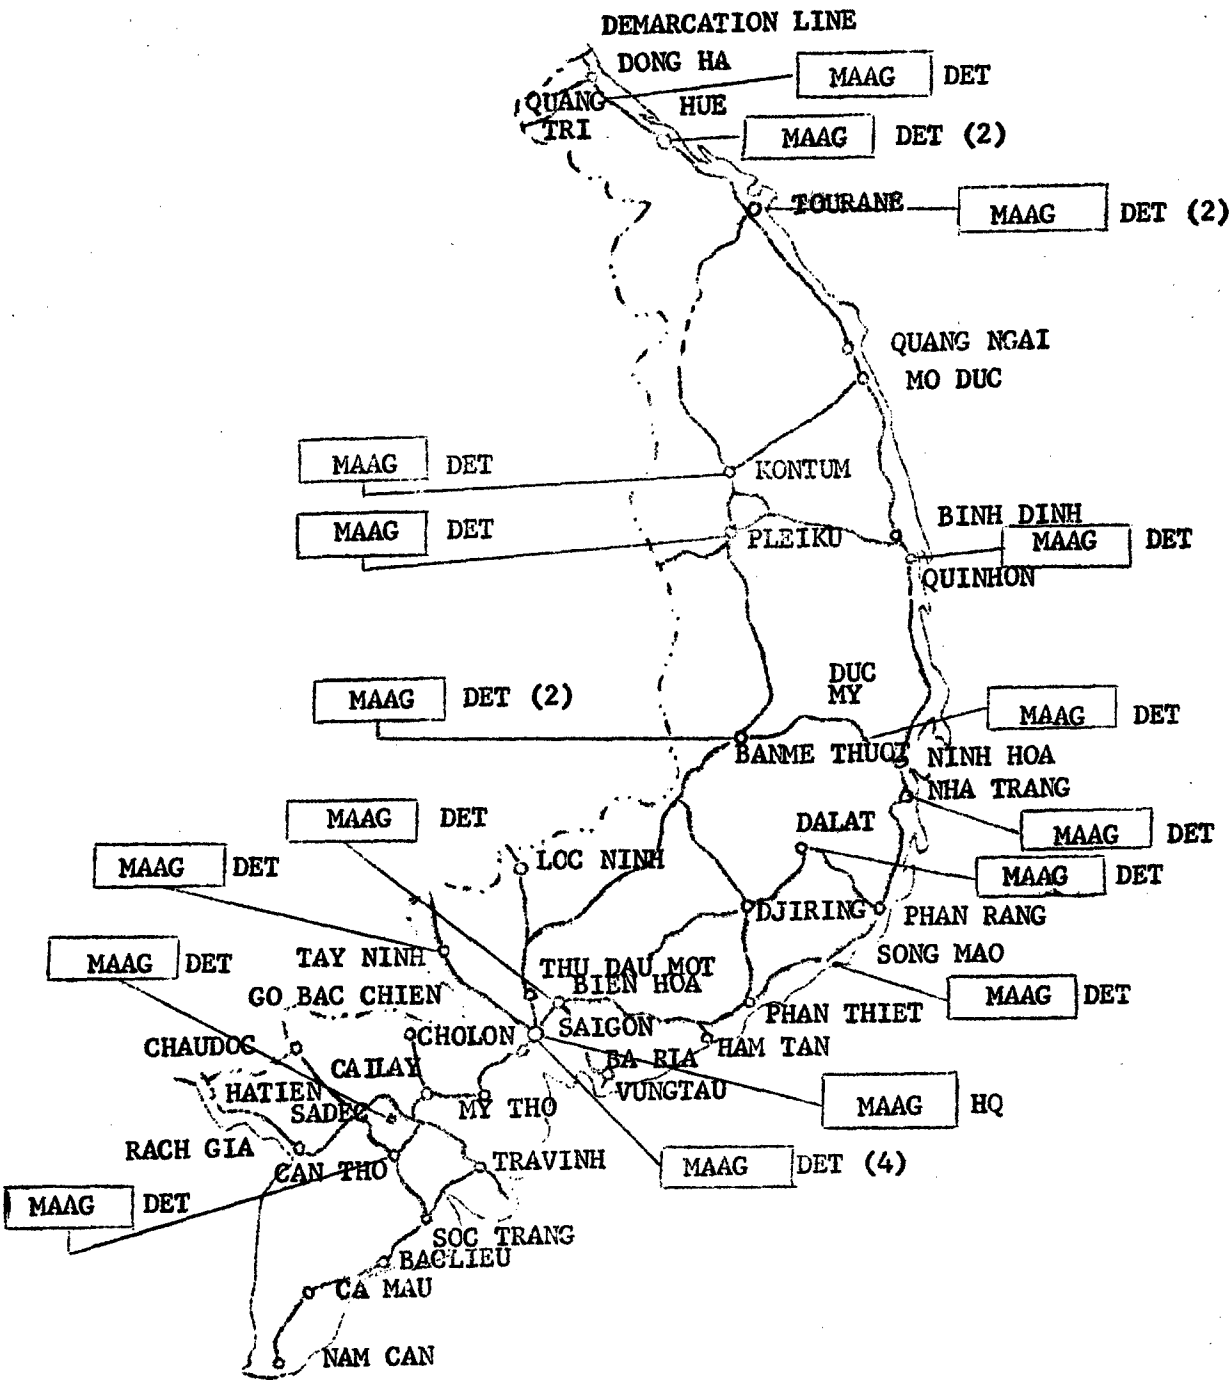 DEMARCATION LINE
DONG HA
MAAG DET
QUANG
TRI
HUE
MAAG DET (2)
TOURANE
MAAG DET (2)
QUANG NGAI
MO DUC
MAAG DET
KONTUM
MAAG DET
PLEIKU
BINH DINH
MAAG DET
QUINHON
MAAG DET (2)
DUC
MY
MAAG DET
BANME THUOT
NINH HOA
NHA TRANG
MAAG DET
MAAG DET
DALAT
MAAG DET
LOC NINH
MAAG DET
DJIRING
PHAN RANG
TAY NINH
SONG MAO
MAAG DET
THU DAU MOT
BIEN HOA
MAAG DET
GO BAC CHIEN
PHAN THIET
SAIGON
CHOLON
HAM TAN
CHAUDOC
BA RIA
CAILAY
HATIEN
VUNGTAU
SADEC
MY THO
MAAG HQ
RACH GIA
CAN THO
TRAVINH
MAAG DET (4)
MAAG DET
SOC TRANG
BACLIEU
CA MAU
NAM CAN